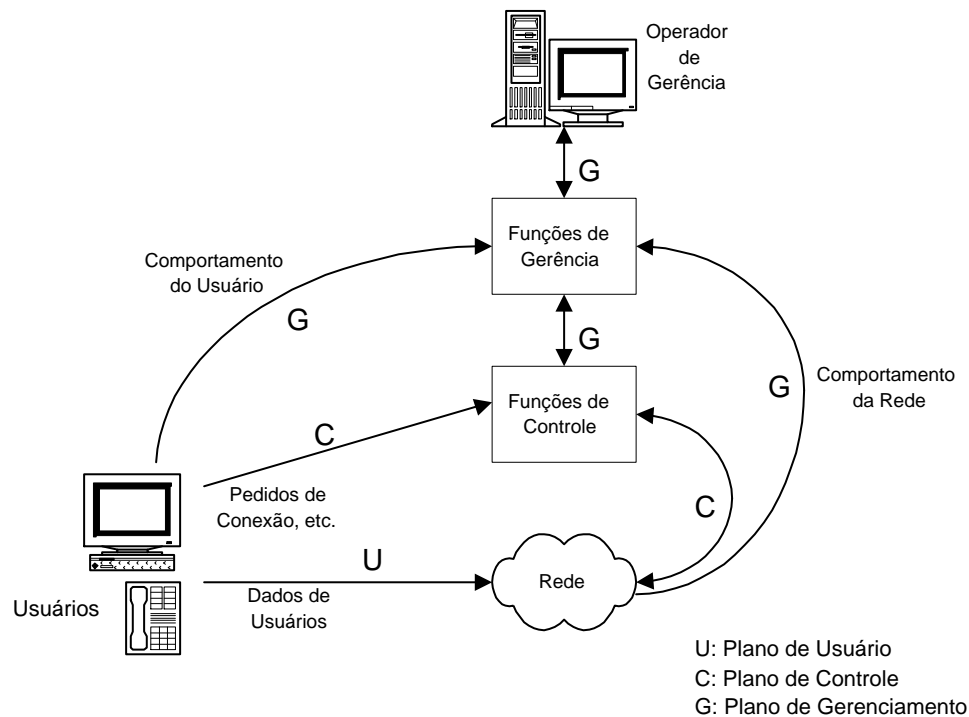 Operador
de
Gerência
G
Funções de
Gerência
Comportamento
do Usuário
G
G
G
Comportamento
da Rede
Funções de
Controle
C
Pedidos de
Conexão, etc.
C
U
Rede
Dados de
Usuários
Usuários
U: Plano de Usuário
C: Plano de Controle
G: Plano de Gerenciamento